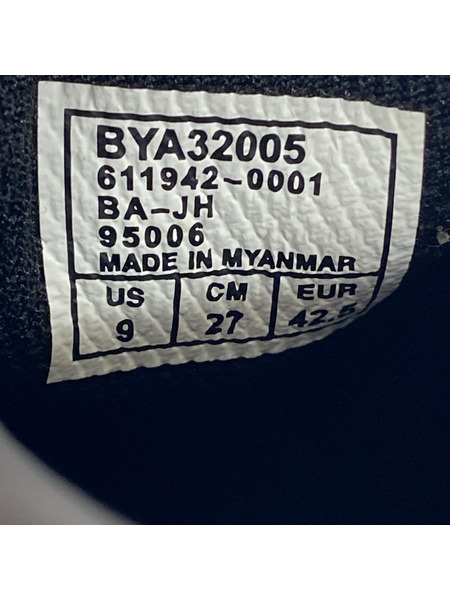 BYA32005
611942-0001
BA-JH
95006
MADE IN MYANMAR
US CM EUR
9 27 42.5